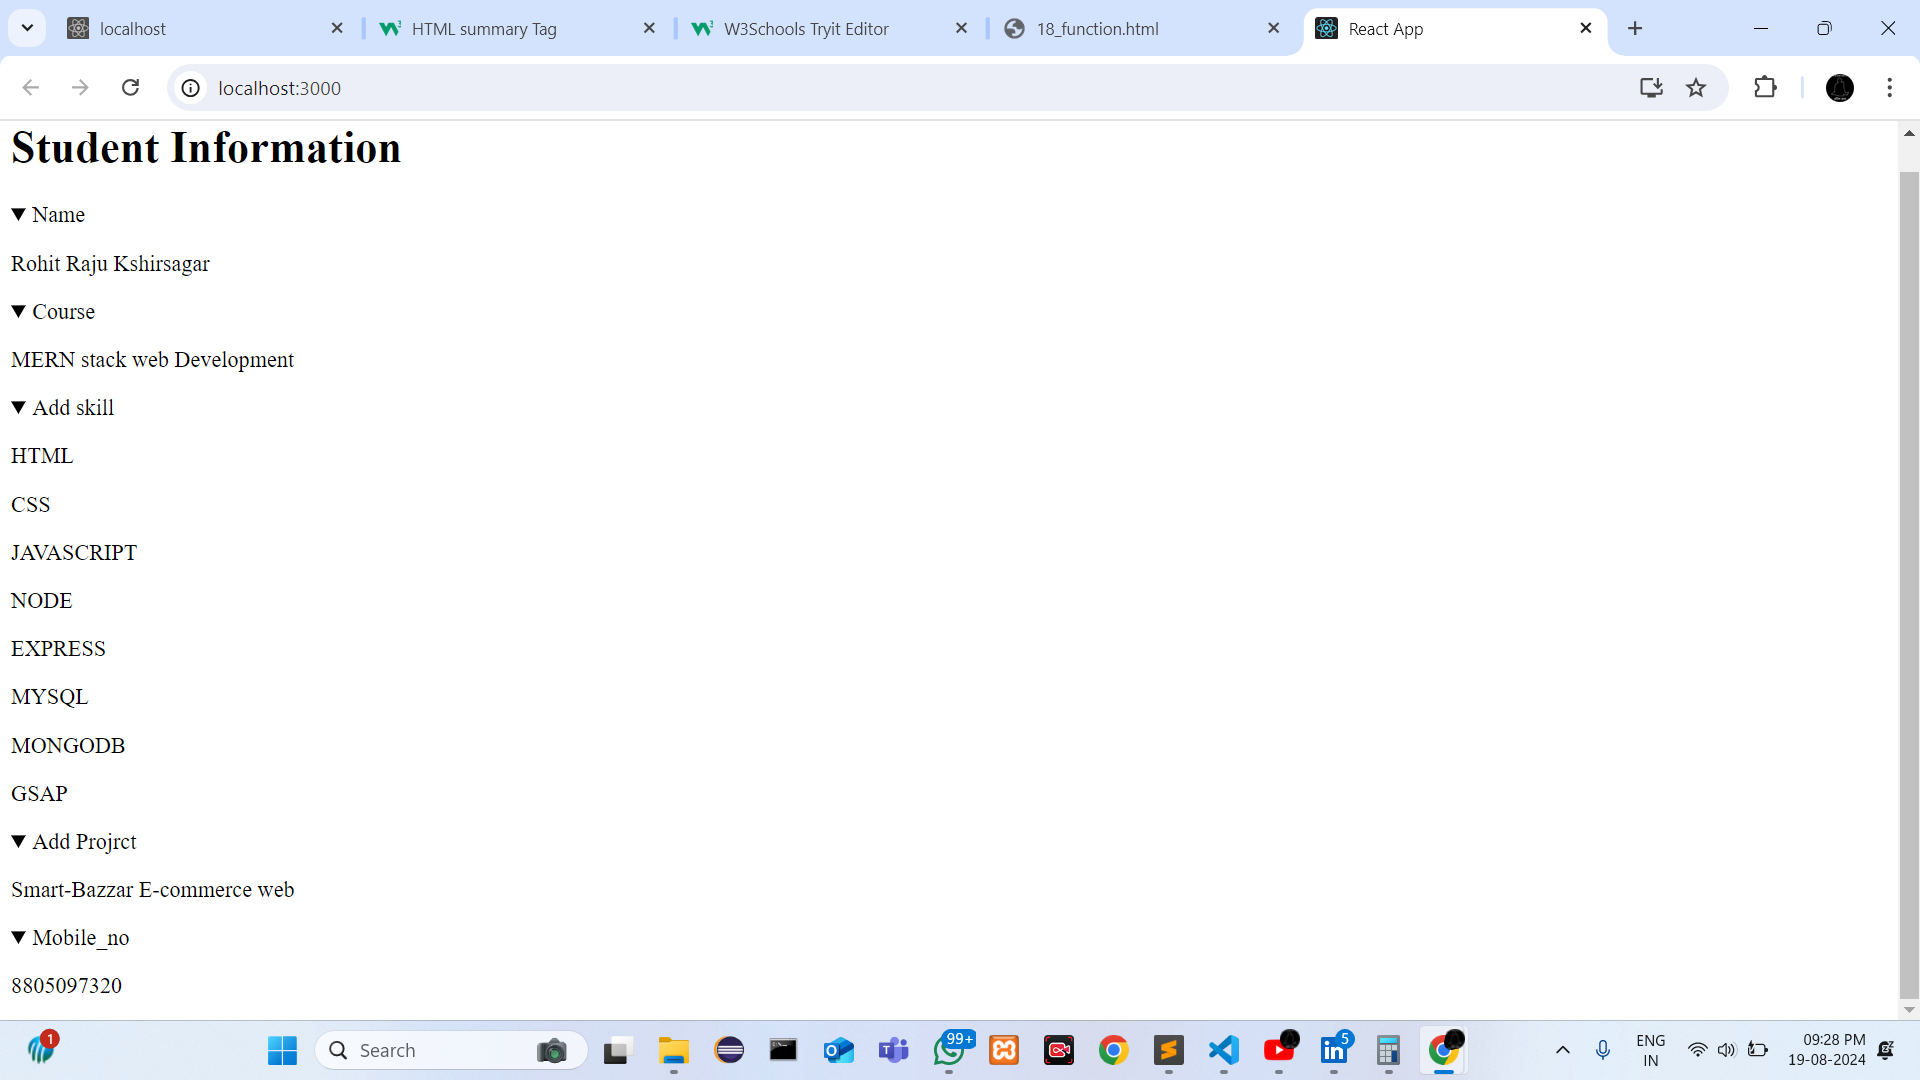 localhost
HTML summary Tag
W3Schools Tryit Editor
18_function.html
React App
localhost:3000
Student Information
Name
Rohit Raju Kshirsagar
Course
MERN stack web Development
Add skill
HTML
CSS
JAVASCRIPT
NODE
EXPRESS
MYSQL
MONGODB
GSAP
Add Projrct
Smart-Bazzar E-commerce web
Mobile_no
8805097320
1
Search
99+
5
ENG
IN
09:28 PM
19-08-2024